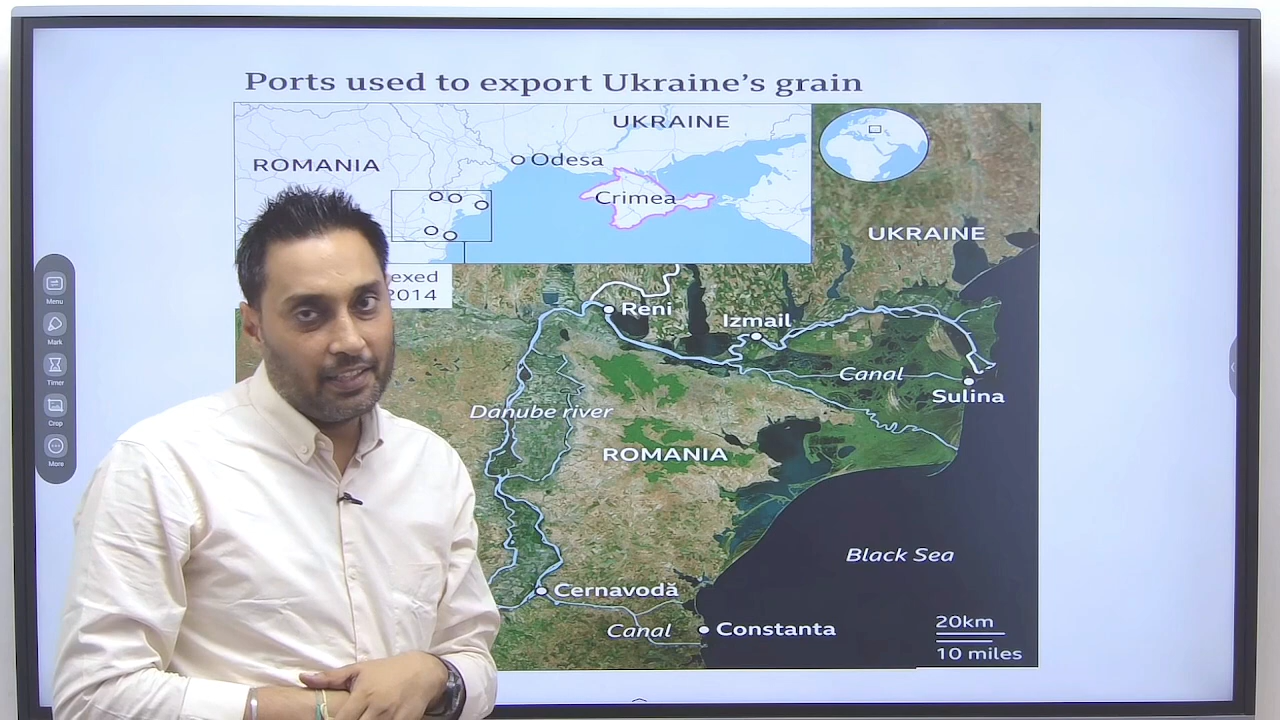 Ports used to export Ukraine's grain
UKRAINE
ROMANIA
Odesa
Crimea
UKRAINE
exed
2014
Reni
Izmail
Canal
Sulina
Danube river
ROMANIA
Black Sea
Cernavodă
Canal
Constanta
20km
10 miles
Menu
Mark
Timer
Crop
More